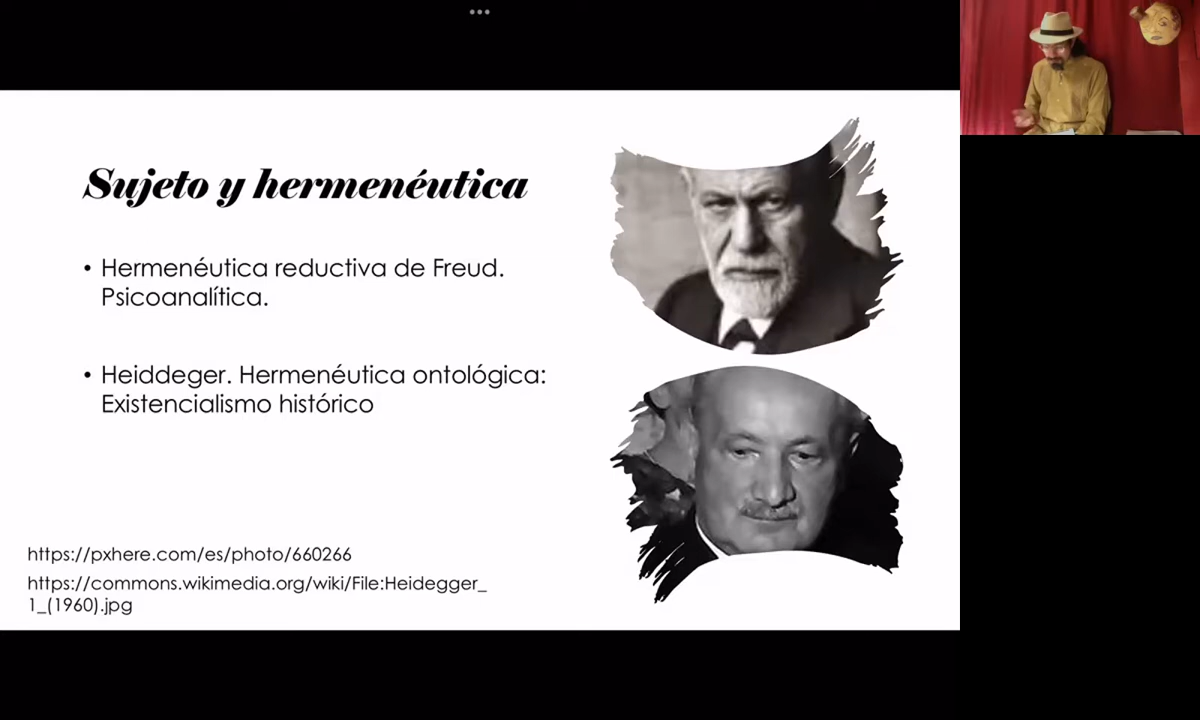 Sujeto y hermenéutica
• Hermenéutica reductiva de Freud.
Psicoanalítica.
• Heiddeger. Hermenéutica ontológica:
Existencialismo histórico
https://pxhere.com/es/photo/660266
https://commons.wikimedia.org/wiki/File:Heidegger_
1_(1960).jpg